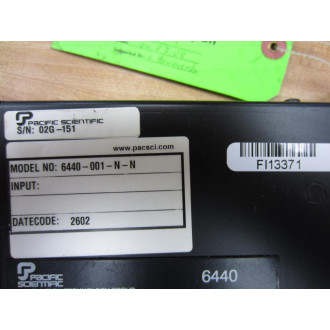 PACIFIC SCIENTIFIC
S/N: 02G-151
www.pacsci.com
MODEL NO: 6440-001-N-N
INPUT:
DATECODE: 2602
FI13371
PACIFIC
SCIENTIFIC
6440